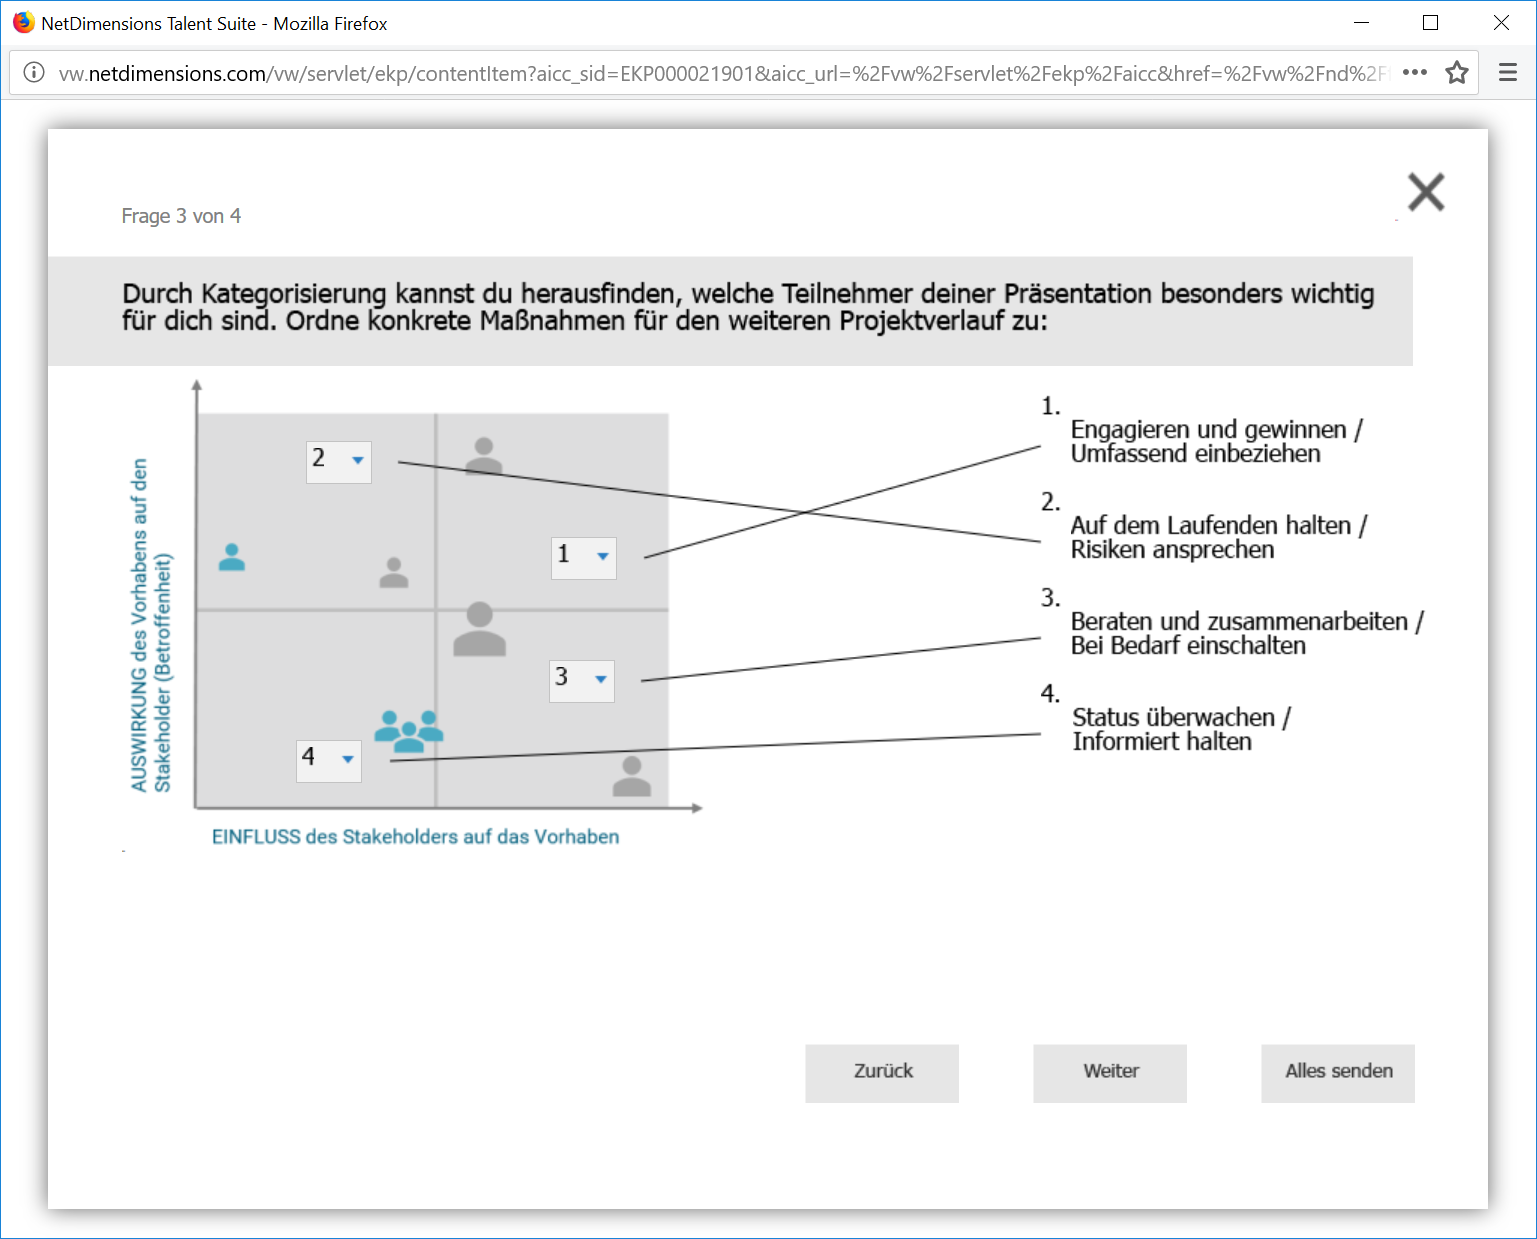 NetDimensions Talent Suite - Mozilla Firefox
vw.netdimensions.com/vw/servlet/ekp/contentItem?aicc_sid=EKP000021901&aicc_url=%2Fvw%2Fservlet%2Fekp%2Faicc&href=%2Fvw%2Fnd%2F
Frage 3 von 4
Durch Kategorisierung kannst du herausfinden, welche Teilnehmer deiner Präsentation besonders wichtig
für dich sind. Ordne konkrete Maßnahmen für den weiteren Projektverlauf zu:
AUSWIRKUNG des Vorhabens auf den
Stakeholder (Betroffenheit)
2
1
3
4
EINFLUSS des Stakeholders auf das Vorhaben
1.
Engagieren und gewinnen /
Umfassend einbeziehen
2.
Auf dem Laufenden halten /
Risiken ansprechen
3.
Beraten und zusammenarbeiten /
Bei Bedarf einschalten
4.
Status überwachen /
Informiert halten
Zurück
Weiter
Alles senden